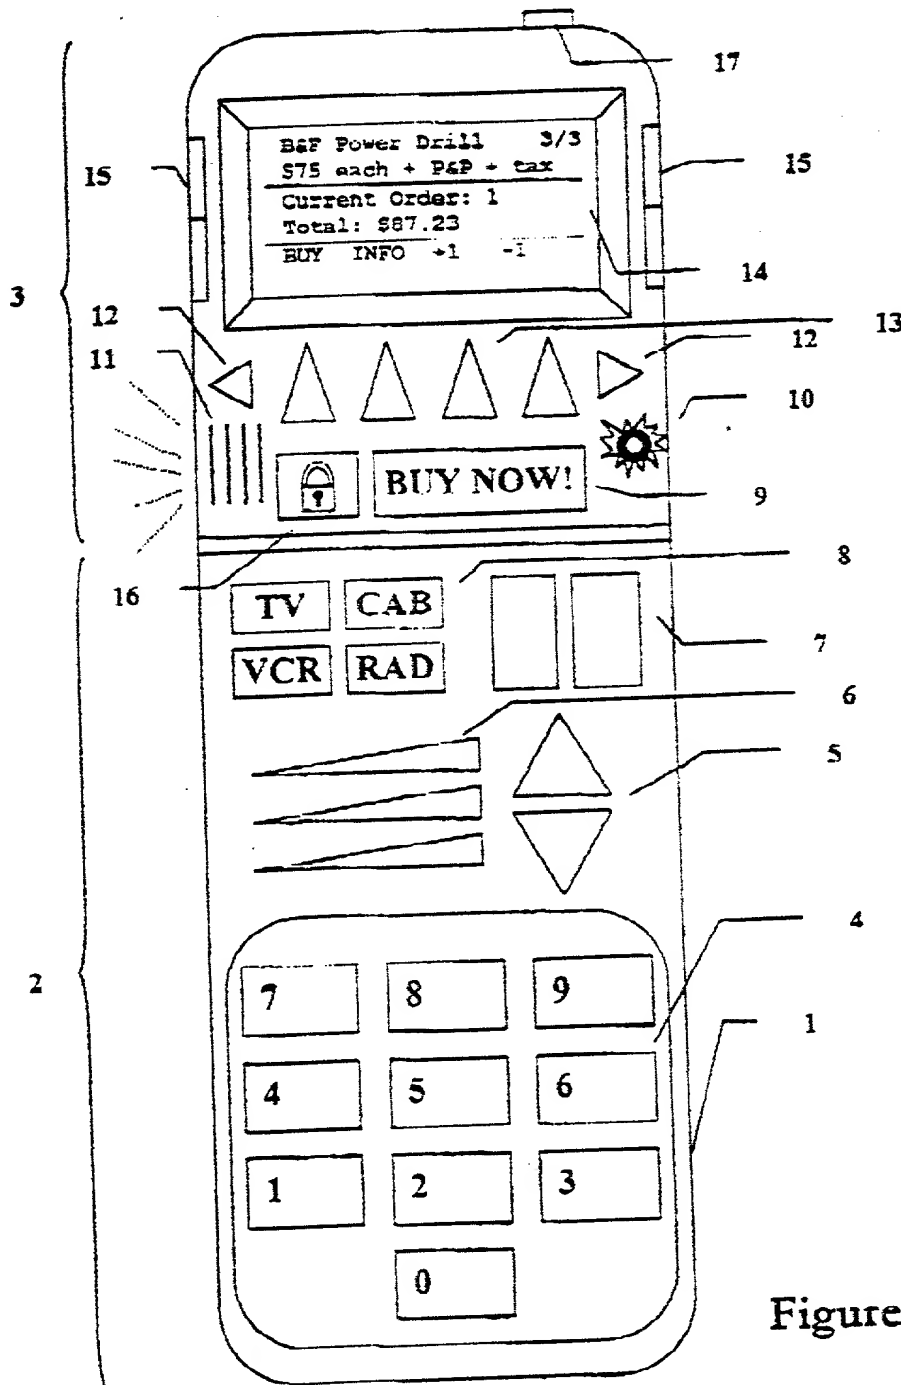 17
B&F Power Drill 3/3
$75 each + P&P + tax
15
15
Current Order: 1
Total: $87.23
BUY INFO +1 -1
14
3
12
13
12
11
10
BUY NOW!
9
8
16
TV CAB
7
VCR RAD
6
5
4
7 8 9
2
1
4 5 6
1 2 3
0
Figure